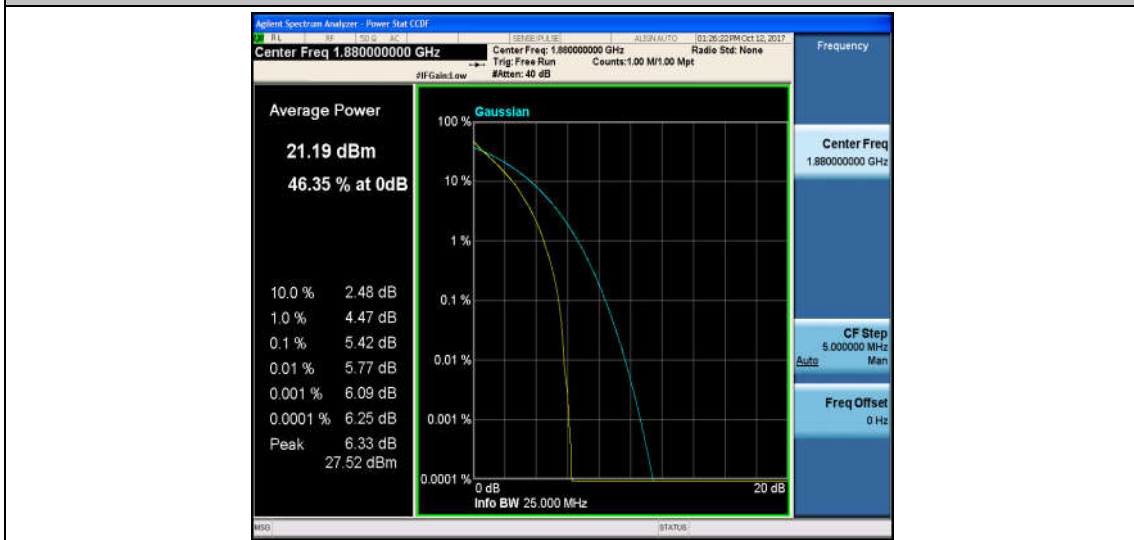 Agilent Spectrum Analyzer - Power Stat CCDF
RL RF 50 Ω AC SENSE:PULSE ALIGN AUTO 01:26:22 PM Oct 12, 2017
Center Freq 1.880000000 GHz
Center Freq: 1.880000000 GHz Radio Std: None
Trig: Free Run Counts:1.00 M/1.00 Mpt
#IFGain:Low #Atten: 40 dB
Frequency
Average Power
21.19 dBm
46.35 % at 0dB
10.0 % 2.48 dB
1.0 % 4.47 dB
0.1 % 5.42 dB
0.01 % 5.77 dB
0.001 % 6.09 dB
0.0001 % 6.25 dB
Peak 6.33 dB
27.52 dBm
Gaussian
100 %
10 %
1 %
0.1 %
0.01 %
0.001 %
0.0001 %
0 dB 20 dB
Info BW 25.000 MHz
Center Freq
1.880000000 GHz
CF Step
5.000000 MHz
Auto Man
Freq Offset
0 Hz
MSG STATUS